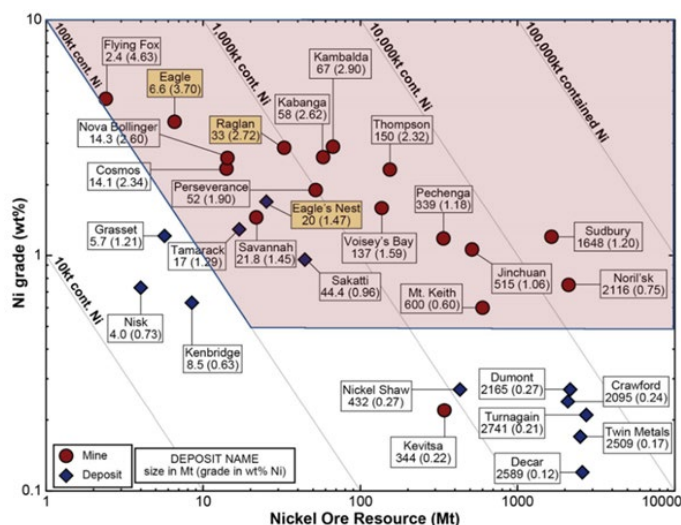 10
100kt cont. Ni
Flying Fox
2.4 (4.63)
Eagle
6.6 (3.70)
1,000kt cont. Ni
Kambalda
67 (2.90)
10,000kt cont. Ni
100,000kt contained Ni
Raglan
33 (2.72)
Kabanga
58 (2.62)
Nova Bollinger
14.3 (2.60)
Thompson
150 (2.32)
Cosmos
14.1 (2.34)
Perseverance
52 (1.90)
Pechenga
339 (1.18)
Eagle's Nest
20 (1.47)
Grasset
5.7 (1.21)
Sudbury
1648 (1.20)
Tamarack
17 (1.29)
Savannah
21.8 (1.45)
Voisey's Bay
137 (1.59)
1
Jinchuan
515 (1.06)
Noril'sk
2116 (0.75)
10kt cont. Ni
Sakatti
44.4 (0.96)
Mt. Keith
600 (0.60)
Nisk
4.0 (0.73)
Kenbridge
8.5 (0.63)
Nickel Shaw
432 (0.27)
Dumont
2165 (0.27)
Crawford
2095 (0.24)
Turnagain
2741 (0.21)
Twin Metals
2509 (0.17)
Kevitsa
344 (0.22)
Decar
2589 (0.12)
Mine
Deposit
DEPOSIT NAME
size in Mt (grade in wt% Ni)
0.1
1
10
100
1000
10000
Nickel Ore Resource (Mt)
Ni grade (wt%)